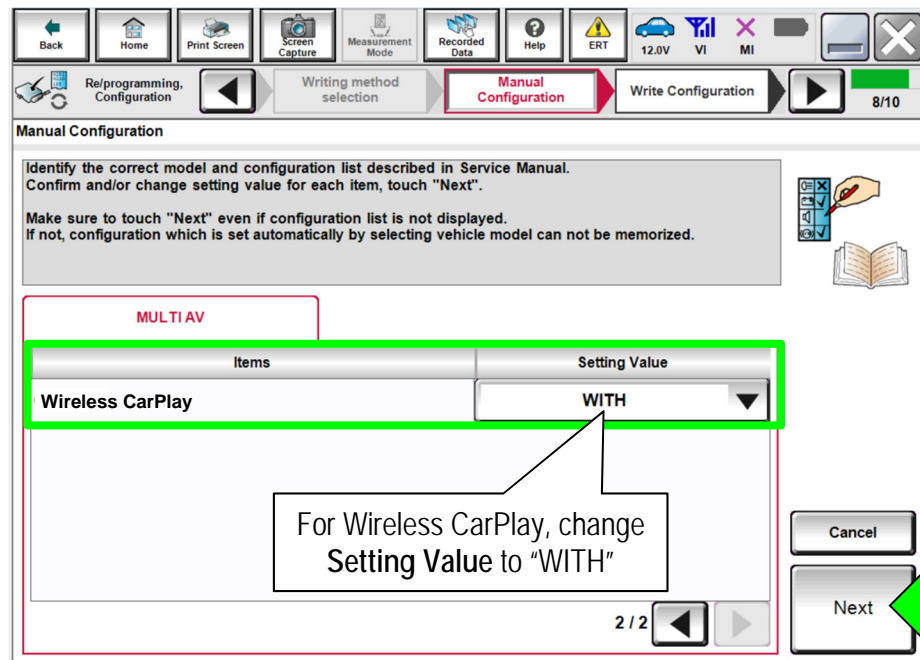 Back
Home
Print Screen
Screen
Capture
Measurement
Mode
Recorded
Data
Help
ERT
12.0V
VI
MI
Re/programming,
Configuration
Writing method
selection
Manual
Configuration
Write Configuration
8/10
Manual Configuration
Identify the correct model and configuration list described in Service Manual.
Confirm and/or change setting value for each item, touch "Next".
Make sure to touch "Next" even if configuration list is not displayed.
If not, configuration which is set automatically by selecting vehicle model can not be memorized.
MULTI AV
Items
Setting Value
Wireless CarPlay
WITH
For Wireless CarPlay, change
Setting Value to “WITH”
Cancel
Next
2 / 2